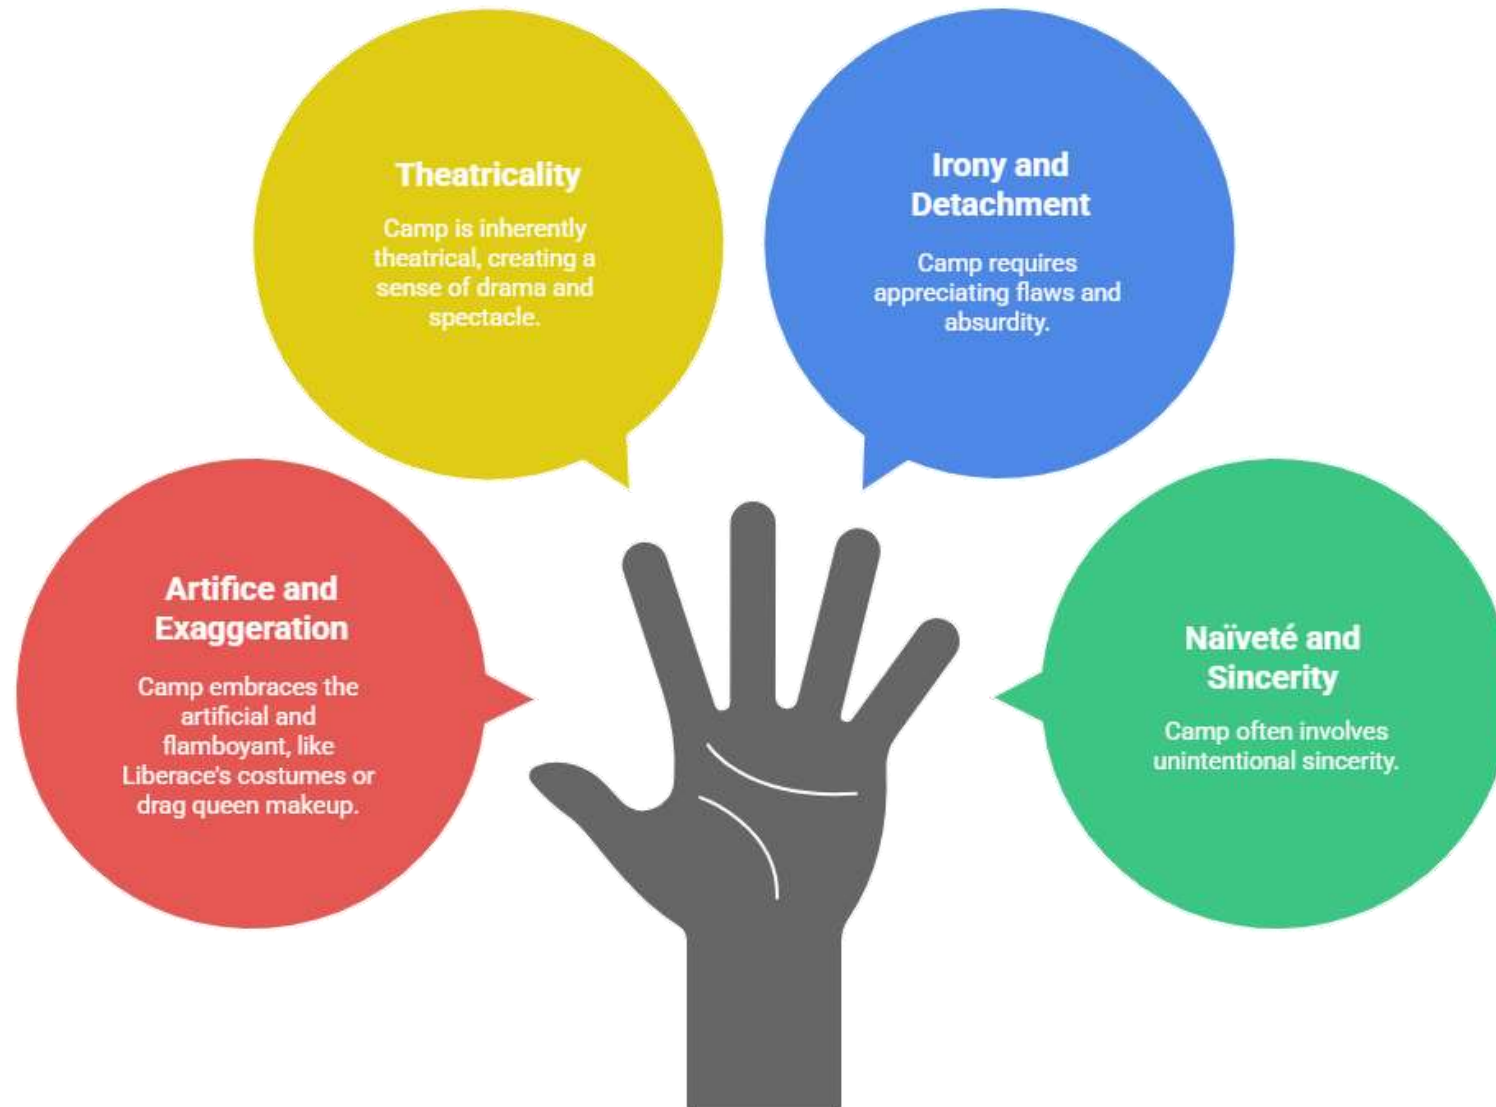 Theatricality
Camp is inherently
theatrical, creating a
sense of drama and
spectacle.
Irony and
Detachment
Camp requires
appreciating flaws and
absurdity.
Artifice and
Exaggeration
Camp embraces the
artificial and
flamboyant, like
Liberace's costumes or
drag queen makeup.
Naïveté and
Sincerity
Camp often involves
unintentional sincerity.